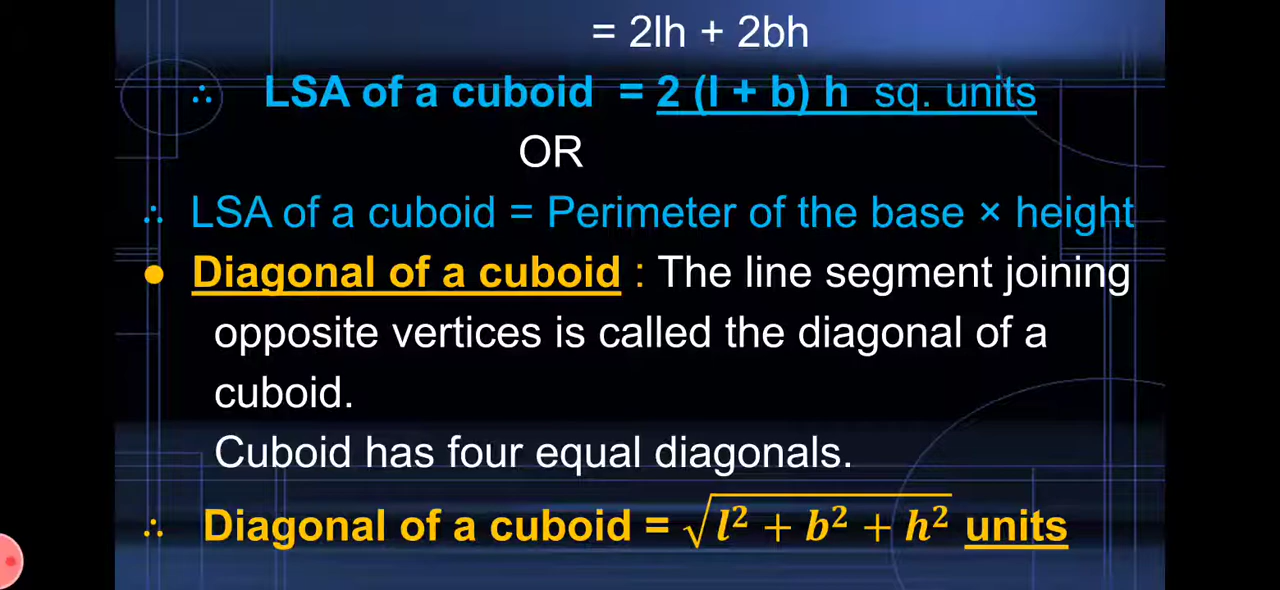 = 2lh + 2bh
∴ LSA of a cuboid = 2 (l + b) h sq. units
OR
∴ LSA of a cuboid = Perimeter of the base × height
● Diagonal of a cuboid : The line segment joining
opposite vertices is called the diagonal of a
cuboid.
Cuboid has four equal diagonals.
∴ Diagonal of a cuboid = √(l² + b² + h²) units